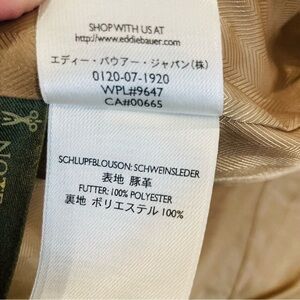 SHOP WITH US AT
http://www.eddiebauer.com
エディー・バウアー・ジャパン(株)
0120-07-1920
WPL#9647
CA#00665
SCHLUPFBLOUSON: SCHWEINSLEDER
表地 豚革
FUTTER: 100% POLYESTER
裏地 ポリエステル 100%